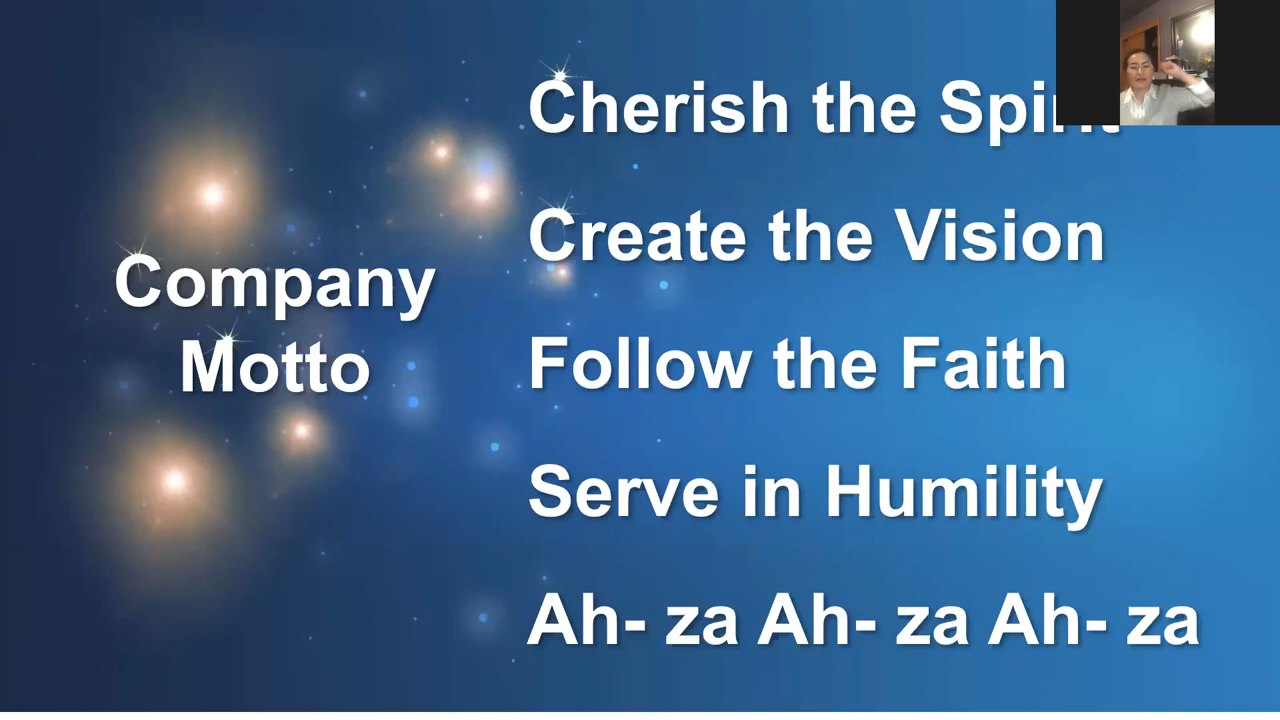 Company
Motto
Cherish the Spirit
Create the Vision
Follow the Faith
Serve in Humility
Ah- za Ah- za Ah- za